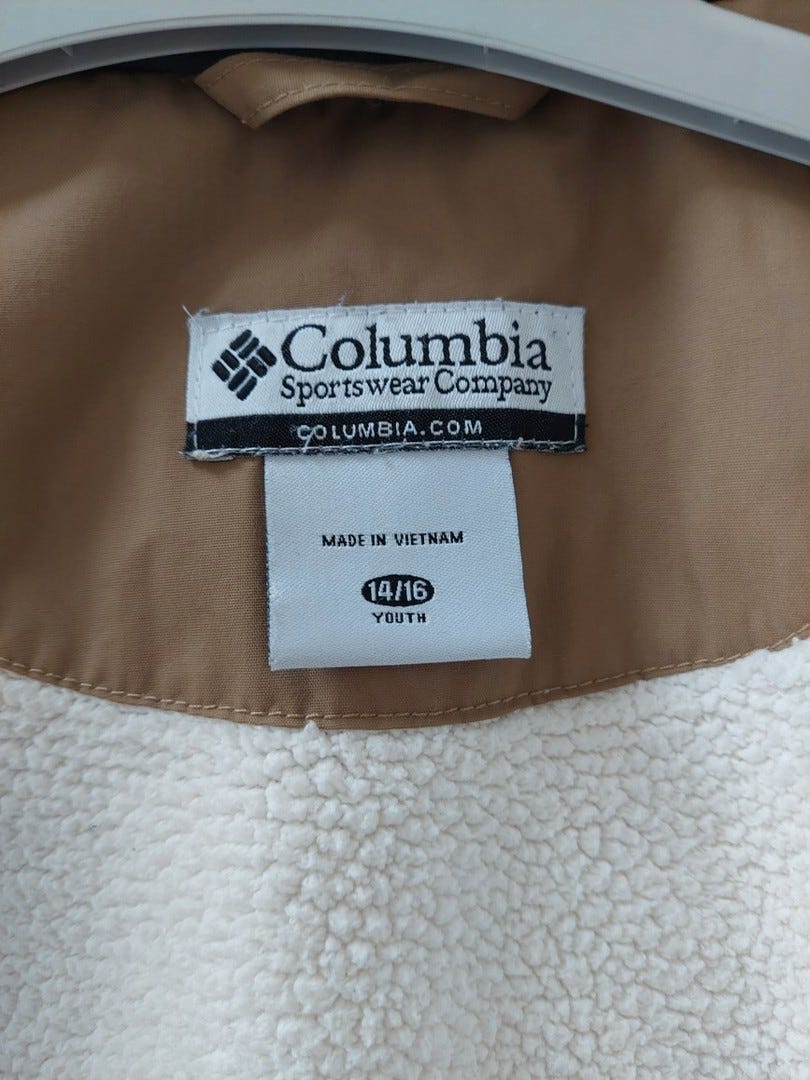 Columbia
Sportswear Company
COLUMBIA.COM
MADE IN VIETNAM
14/16
YOUTH